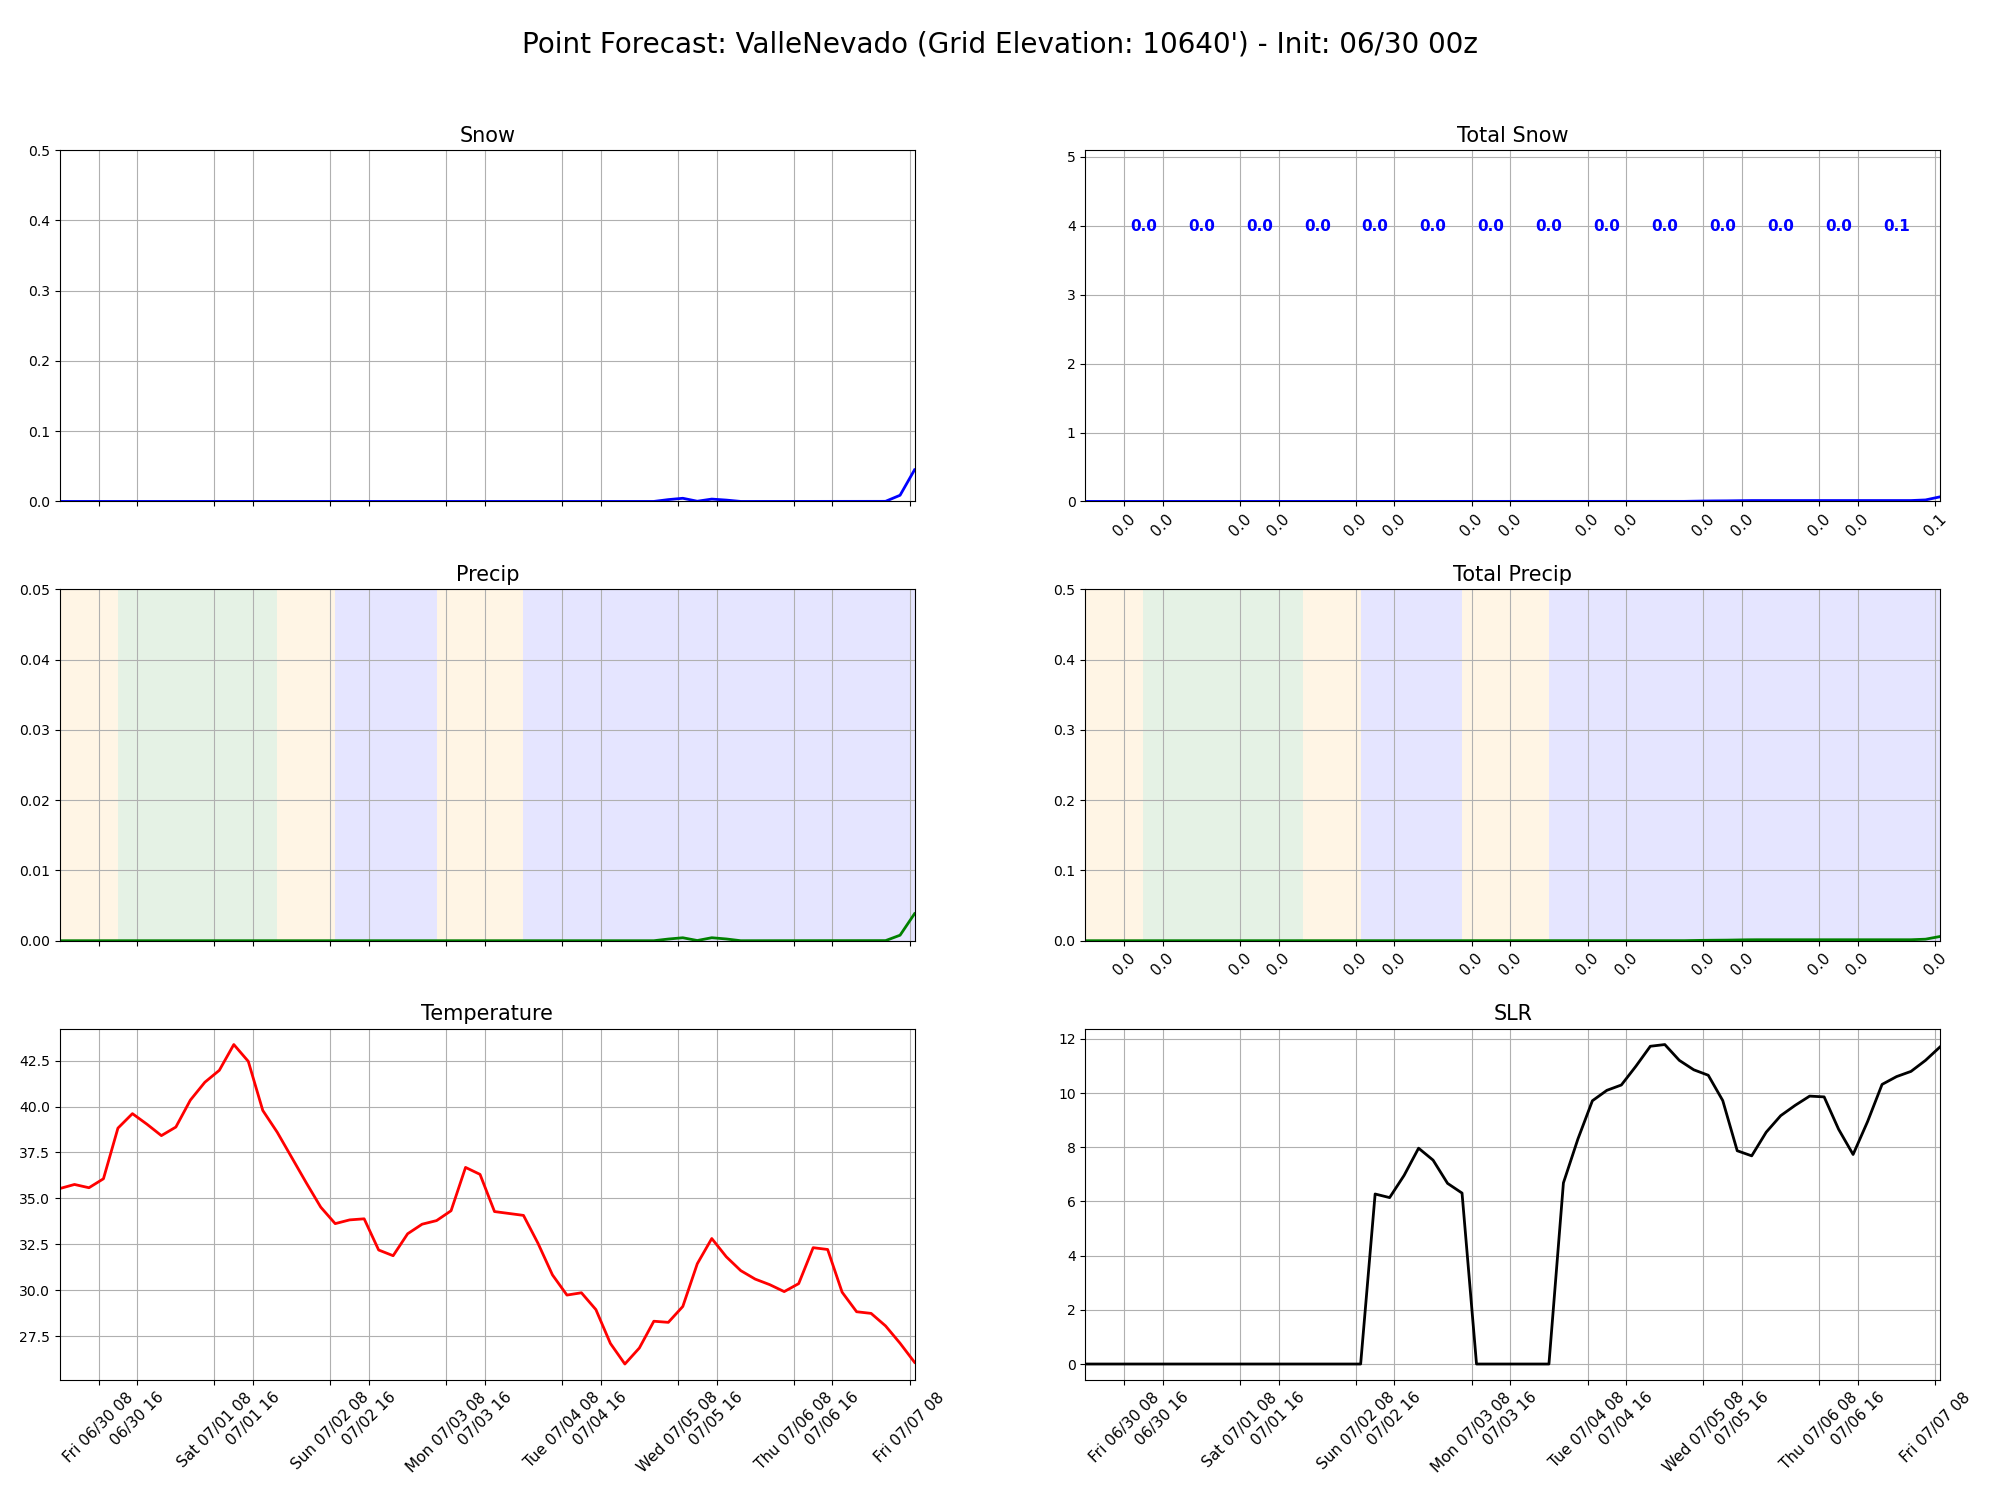 Point Forecast: ValleNevado (Grid Elevation: 10640') - Init: 06/30 00z
Snow
0.5
0.4
0.3
0.2
0.1
0.0
Total Snow
5
4
3
2
1
0
0.0 0.0 0.0 0.0 0.0 0.0 0.0 0.0 0.0 0.0 0.0 0.0 0.0 0.1
0.0 0.0 0.0 0.0 0.0 0.0 0.0 0.0 0.0 0.0 0.0 0.0 0.0 0.0 0.1
Precip
0.05
0.04
0.03
0.02
0.01
0.00
Total Precip
0.5
0.4
0.3
0.2
0.1
0.0
0.0 0.0 0.0 0.0 0.0 0.0 0.0 0.0 0.0 0.0 0.0 0.0 0.0 0.0 0.0
Temperature
42.5
40.0
37.5
35.0
32.5
30.0
27.5
Fri 06/30 08
06/30 16
Sat 07/01 08
07/01 16
Sun 07/02 08
07/02 16
Mon 07/03 08
07/03 16
Tue 07/04 08
07/04 16
Wed 07/05 08
07/05 16
Thu 07/06 08
07/06 16
Fri 07/07 08
SLR
12
10
8
6
4
2
0
Fri 06/30 08
06/30 16
Sat 07/01 08
07/01 16
Sun 07/02 08
07/02 16
Mon 07/03 08
07/03 16
Tue 07/04 08
07/04 16
Wed 07/05 08
07/05 16
Thu 07/06 08
07/06 16
Fri 07/07 08